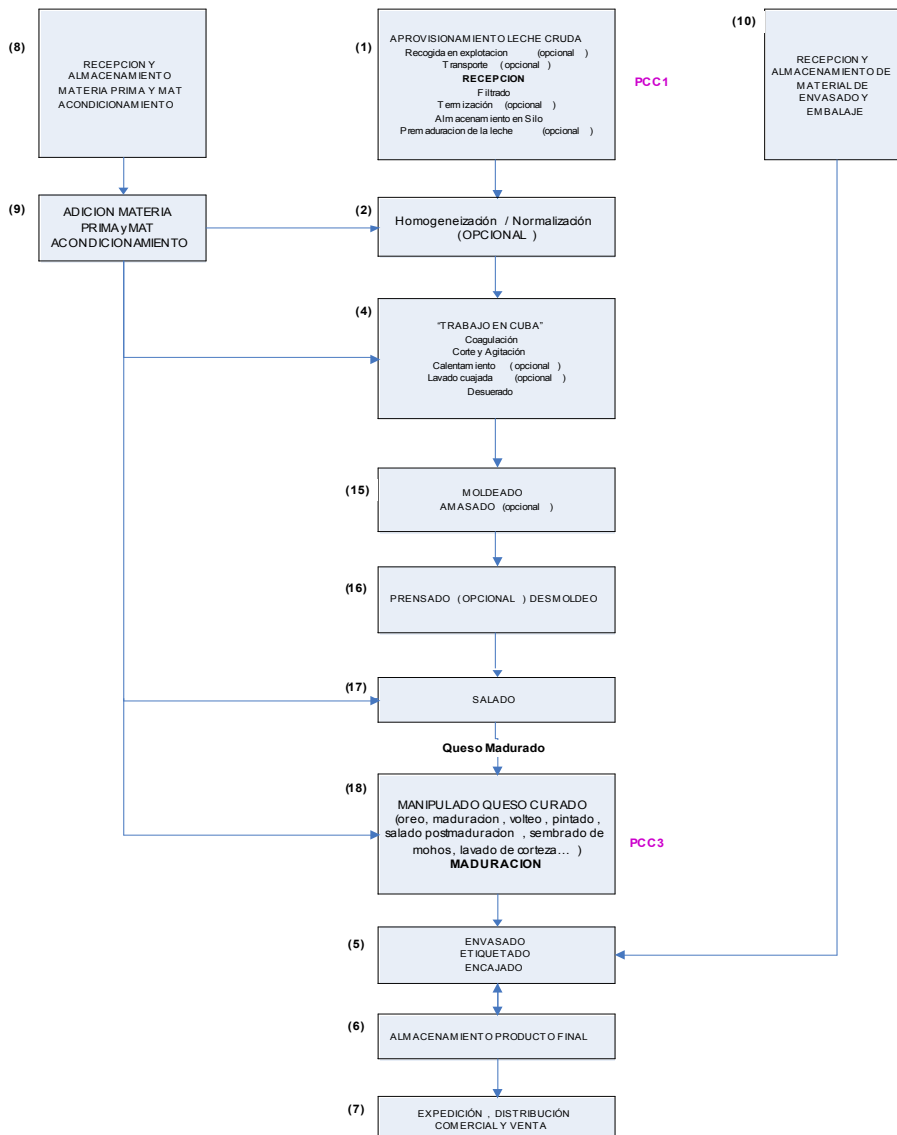 (8)
RECEPCION Y
ALMACENAMIENTO
MATERIA PRIMA Y MAT
ACONDICIONAMIENTO
(1)
APROVISIONAMIENTO LECHE CRUDA
Recogida en explotacion (opcional )
Transporte (opcional )
RECEPCION
Filtrado
Termización (opcional )
Almacenamiento en Silo
Premaduracion de la leche (opcional )
PCC1
(10)
RECEPCION Y
ALMACENAMIENTO DE
MATERIAL DE
ENVASADO Y
EMBALAJE
(9)
ADICION MATERIA
PRIMA y MAT
ACONDICIONAMIENTO
(2)
Homogeneización / Normalización
(OPCIONAL )
(4)
"TRABAJO EN CUBA"
Coagulación
Corte y Agitación
Calentamiento (opcional )
Lavado cuajada (opcional )
Desuerado
(15)
MOLDEADO
AMASADO (opcional )
(16)
PRENSADO (OPCIONAL ) DESMOLDEO
(17)
SALADO
Queso Madurado
(18)
MANIPULADO QUESO CURADO
(oreo, maduracion , volteo , pintado ,
salado postmaduracion , sembrado de
mohos, lavado de corteza... )
MADURACION
PCC3
(5)
ENVASADO
ETIQUETADO
ENCAJADO
(6)
ALMACENAMIENTO PRODUCTO FINAL
(7)
EXPEDICIÓN , DISTRIBUCIÓN
COMERCIAL Y VENTA